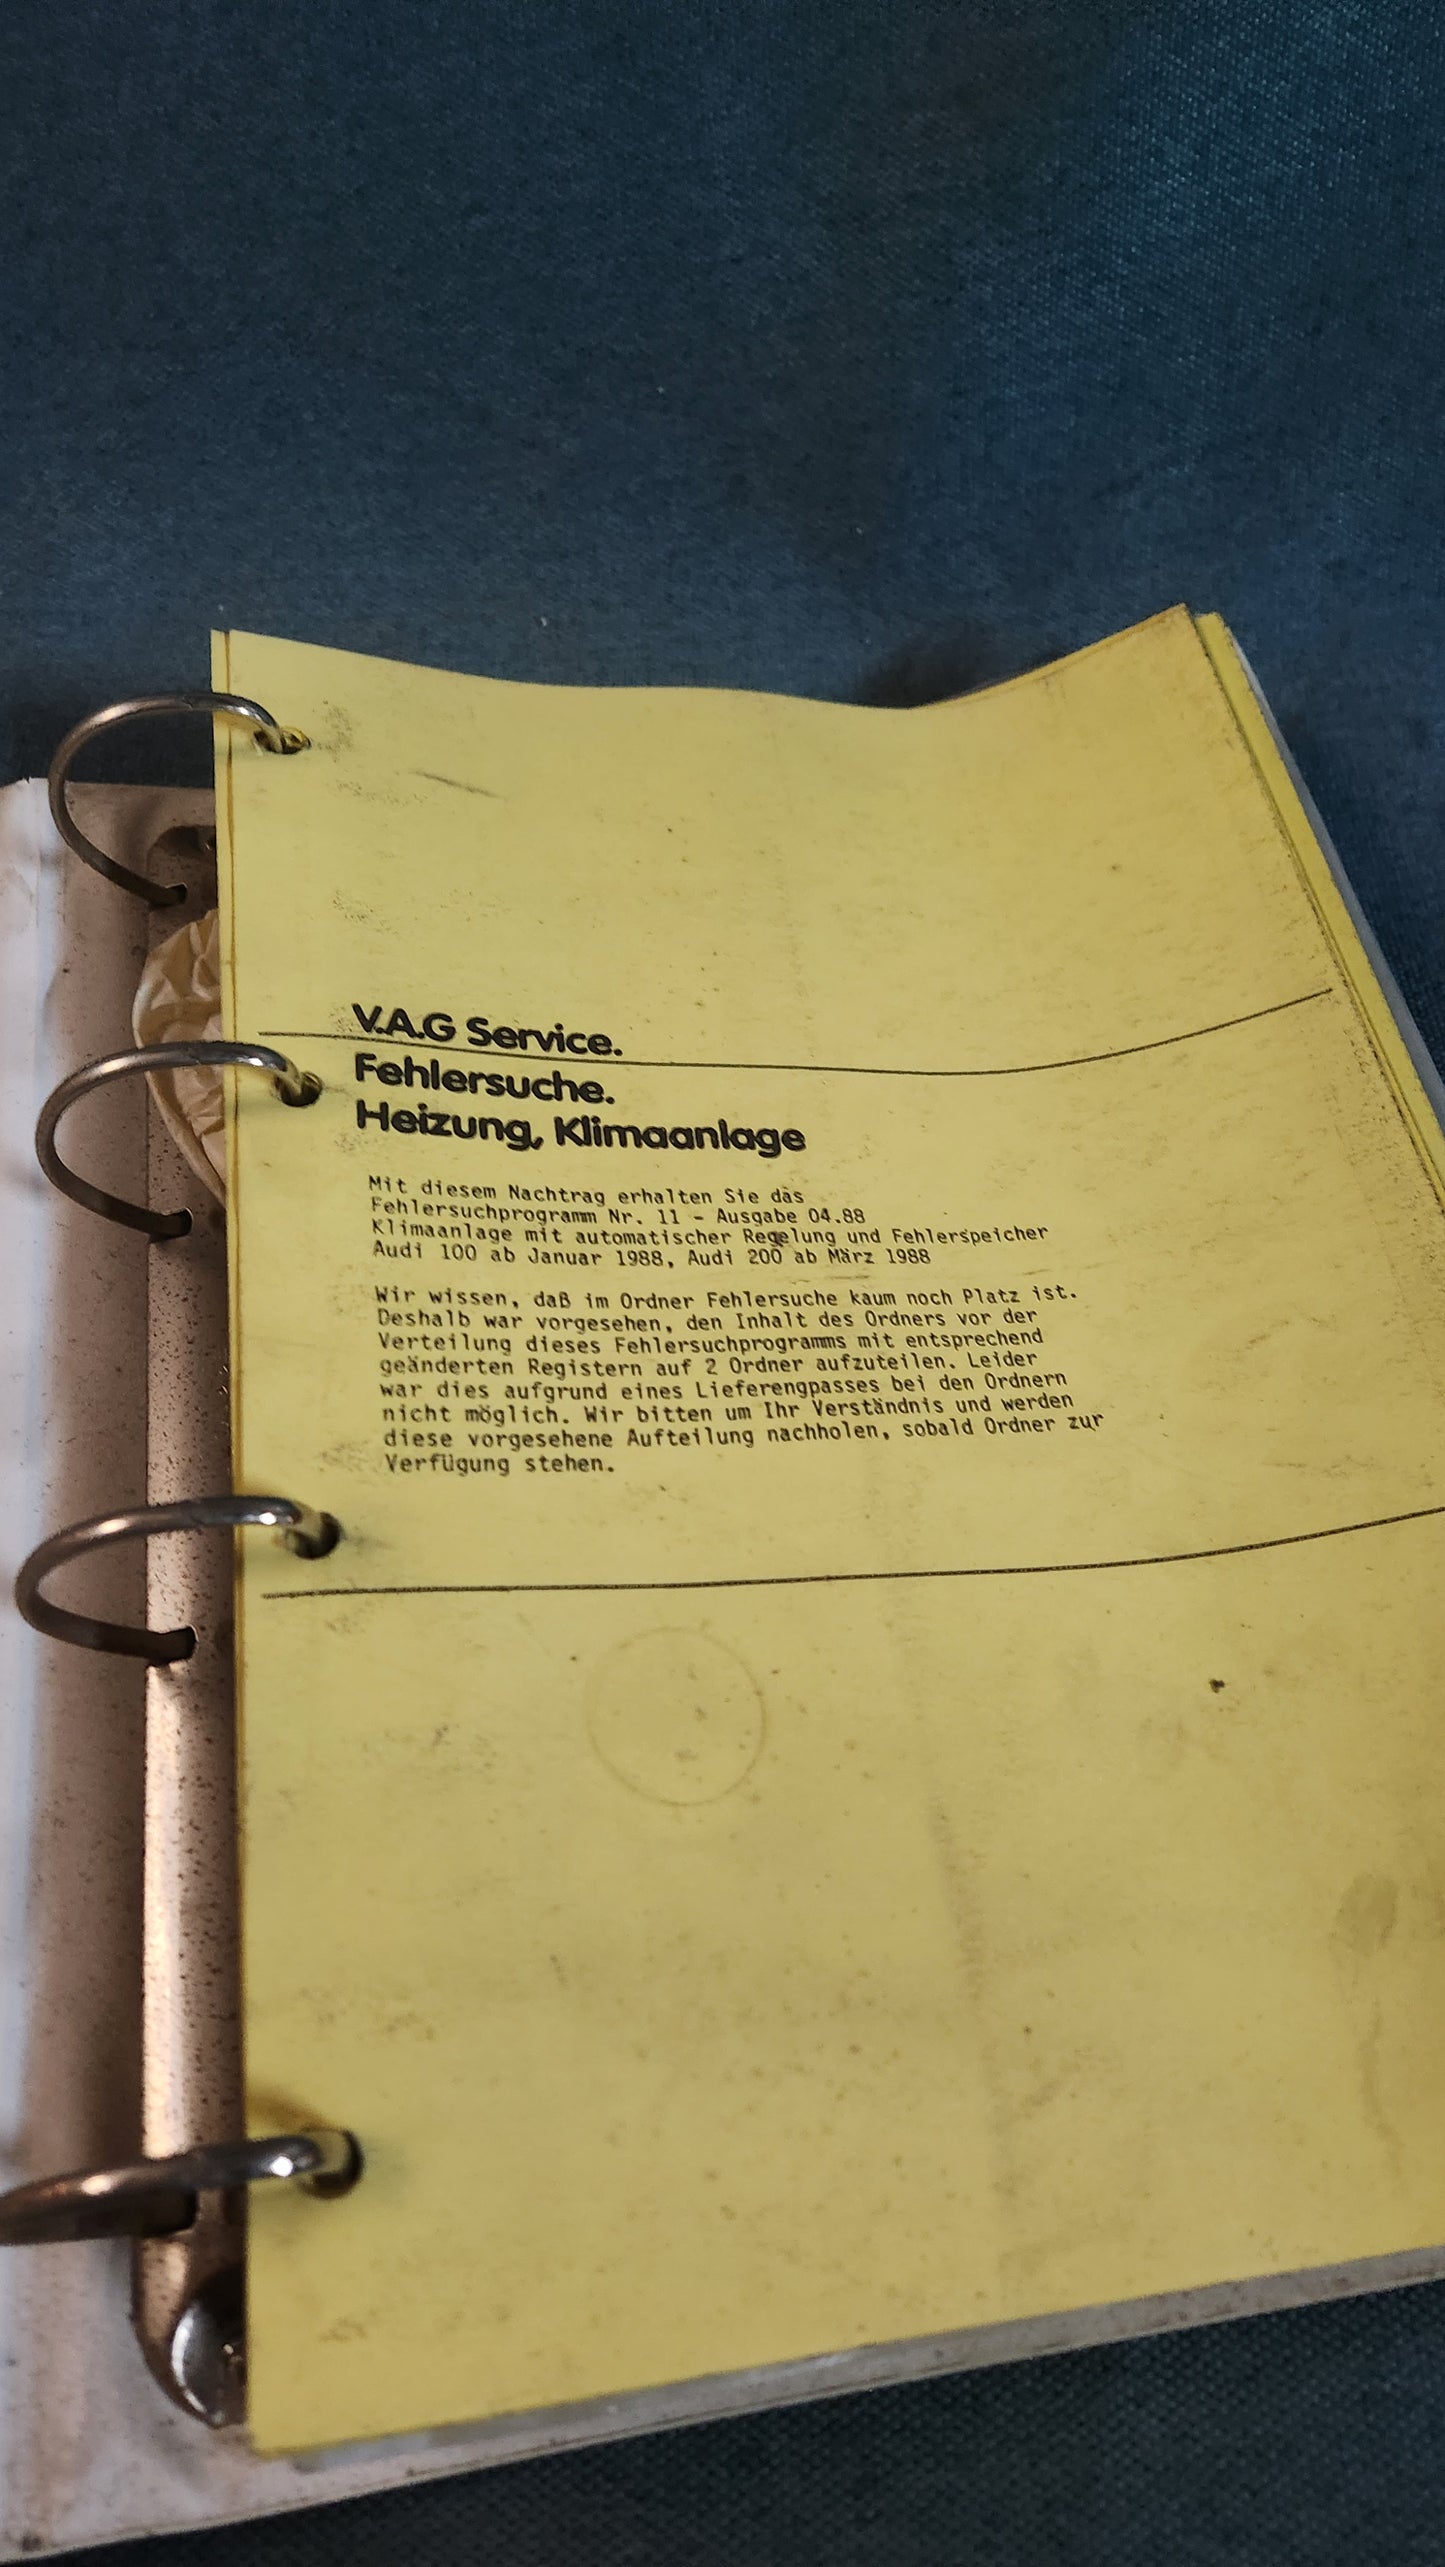 V.A.G Service.
Fehlersuche.
Heizung, Klimaanlage
Mit diesem Nachtrag erhalten Sie das
Fehlersuchprogramm Nr. 11 - Ausgabe 04.88
Klimaanlage mit automatischer Regelung und Fehlerspeicher
Audi 100 ab Januar 1988, Audi 200 ab März 1988
Wir wissen, daß im Ordner Fehlersuche kaum noch Platz ist.
Deshalb war vorgesehen, den Inhalt des Ordners vor der
Verteilung dieses Fehlersuchprogramms mit entsprechend
geänderten Registern auf 2 Ordner aufzuteilen. Leider
war dies aufgrund eines Lieferengpasses bei den Ordnern
nicht möglich. Wir bitten um Ihr Verständnis und werden
diese vorgesehene Aufteilung nachholen, sobald Ordner zur
Verfügung stehen.